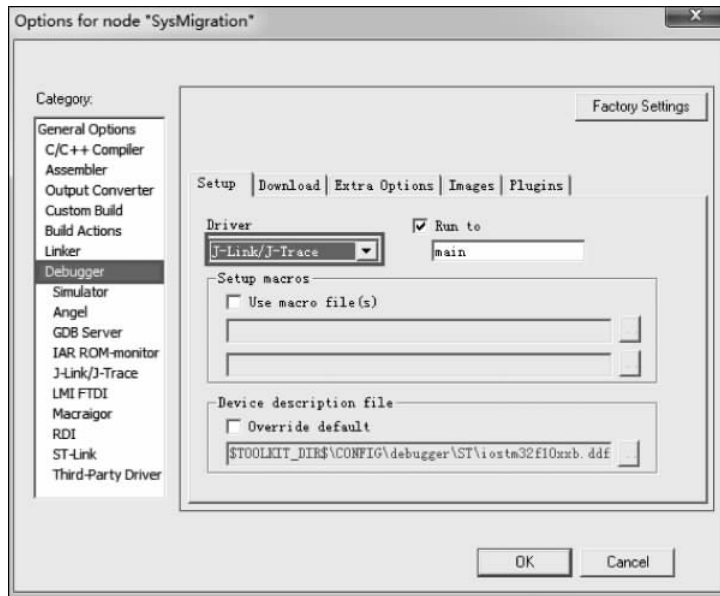 Options for node "SysMigration"
x
Category:
Factory Settings
General Options
C/C++ Compiler
Assembler
Output Converter
Custom Build
Build Actions
Linker
Debugger
Simulator
Angel
GDB Server
IAR ROM-monitor
J-Link/J-Trace
LMI FTDI
Macraigor
RDI
ST-Link
Third-Party Driver
Setup Download Extra Options Images Plugins
Driver
Run to
J-Link/J-Trace
main
Setup macros
Use macro file(s)
...
...
Device description file
Override default
$TOOLKIT_DIR$\CONFIG\debugger\ST\iostm32f10xxb.ddf
...
OK
Cancel